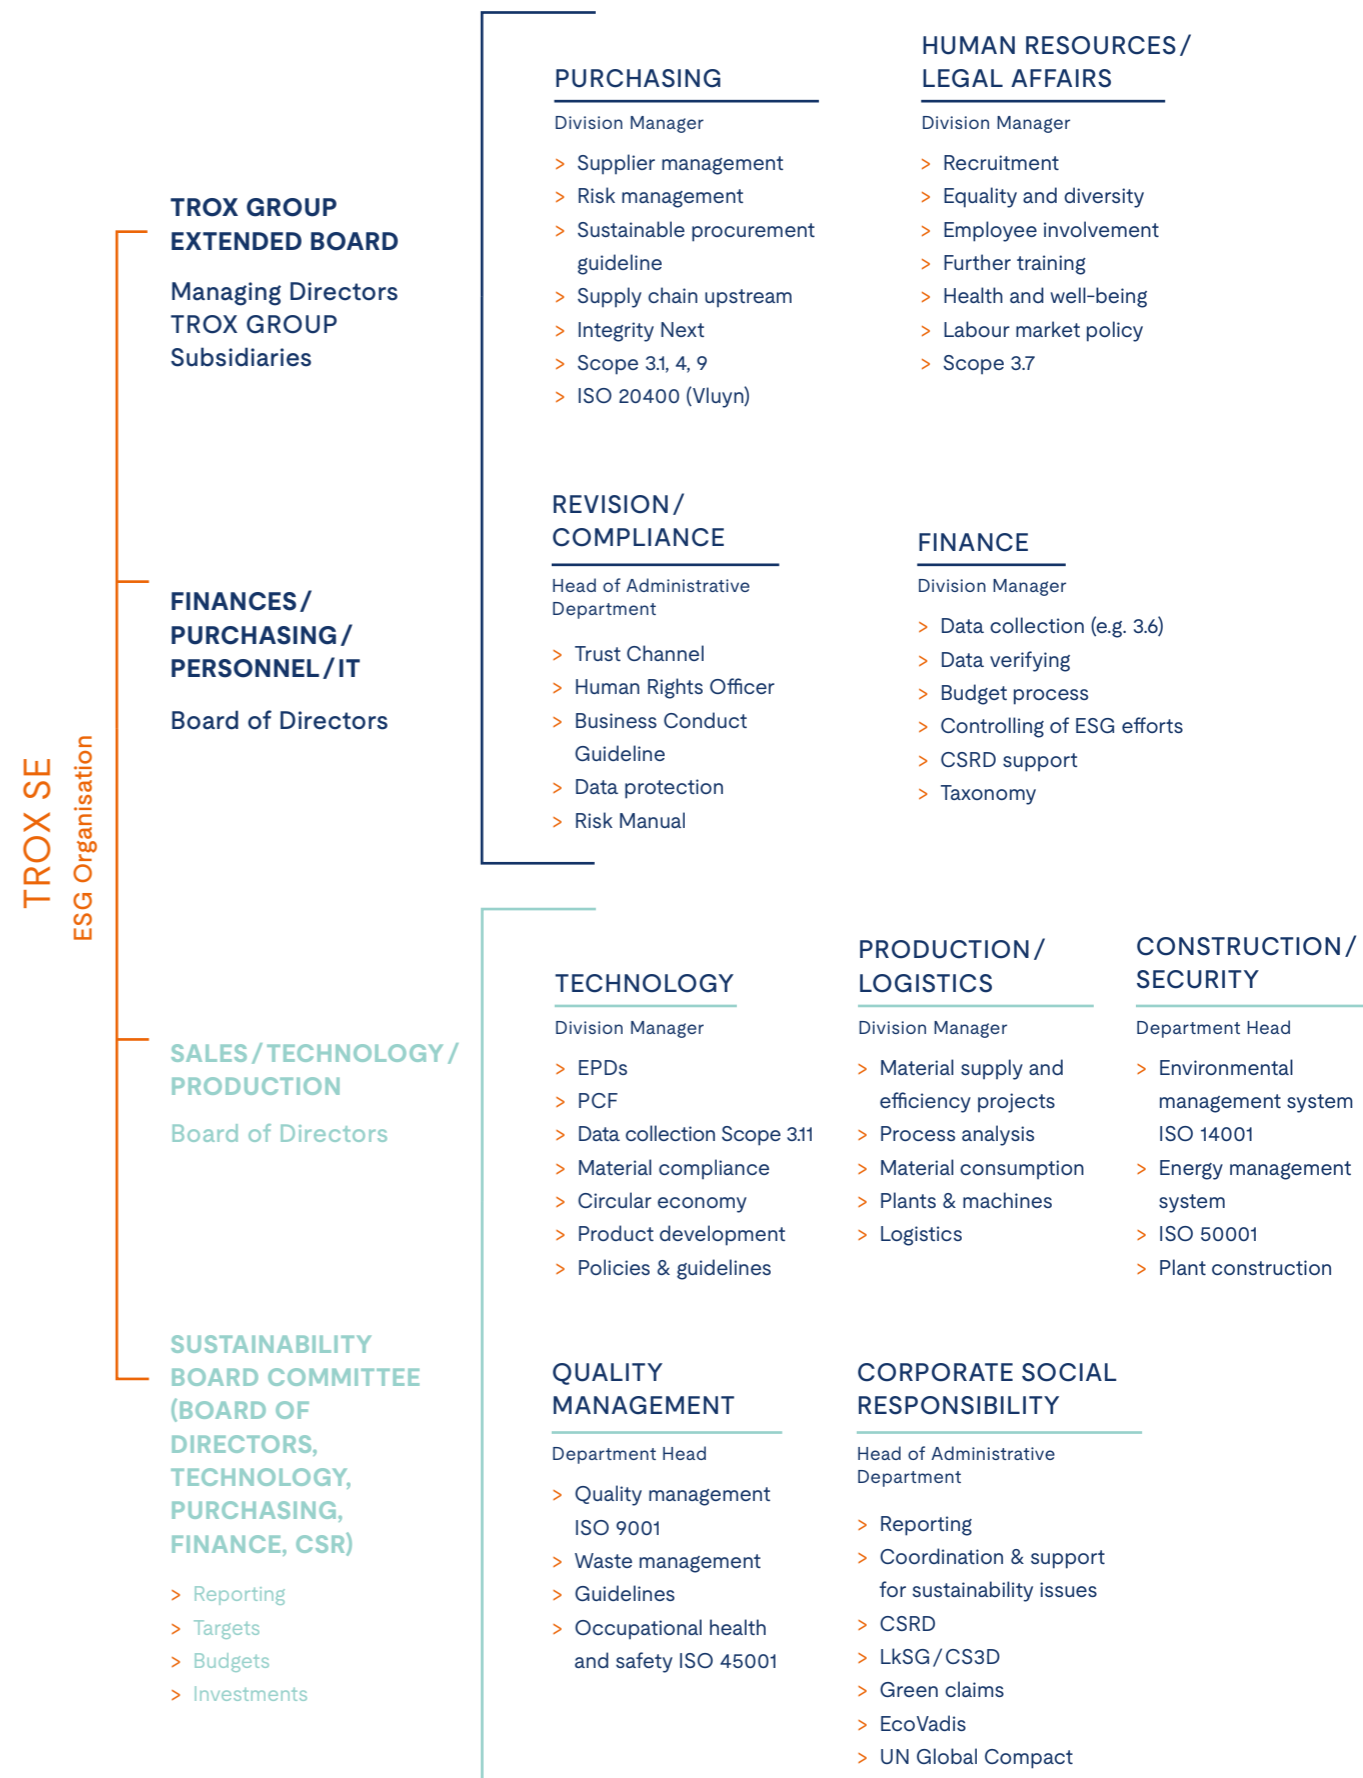 TROX SE
ESG Organisation
TROX GROUP
EXTENDED BOARD
Managing Directors
TROX GROUP
Subsidiaries
FINANCES/
PURCHASING/
PERSONNEL/IT
Board of Directors
SALES/TECHNOLOGY/
PRODUCTION
Board of Directors
SUSTAINABILITY
BOARD COMMITTEE
(BOARD OF
DIRECTORS,
TECHNOLOGY,
PURCHASING,
FINANCE, CSR)
> Reporting
> Targets
> Budgets
> Investments
PURCHASING
Division Manager
> Supplier management
> Risk management
> Sustainable procurement
guideline
> Supply chain upstream
> Integrity Next
> Scope 3.1, 4, 9
> ISO 20400 (Vluyn)
HUMAN RESOURCES/
LEGAL AFFAIRS
Division Manager
> Recruitment
> Equality and diversity
> Employee involvement
> Further training
> Health and well-being
> Labour market policy
> Scope 3.7
REVISION/
COMPLIANCE
Head of Administrative
Department
> Trust Channel
> Human Rights Officer
> Business Conduct
Guideline
> Data protection
> Risk Manual
FINANCE
Division Manager
> Data collection (e.g. 3.6)
> Data verifying
> Budget process
> Controlling of ESG efforts
> CSRD support
> Taxonomy
TECHNOLOGY
Division Manager
> EPDs
> PCF
> Data collection Scope 3.11
> Material compliance
> Circular economy
> Product development
> Policies & guidelines
PRODUCTION/
LOGISTICS
Division Manager
> Material supply and
efficiency projects
> Process analysis
> Material consumption
> Plants & machines
> Logistics
CONSTRUCTION/
SECURITY
Department Head
> Environmental
management system
ISO 14001
> Energy management
system
> ISO 50001
> Plant construction
QUALITY
MANAGEMENT
Department Head
> Quality management
ISO 9001
> Waste management
> Guidelines
> Occupational health
and safety ISO 45001
CORPORATE SOCIAL
RESPONSIBILITY
Head of Administrative
Department
> Reporting
> Coordination & support
for sustainability issues
> CSRD
> LkSG/CS3D
> Green claims
> EcoVadis
> UN Global Compact